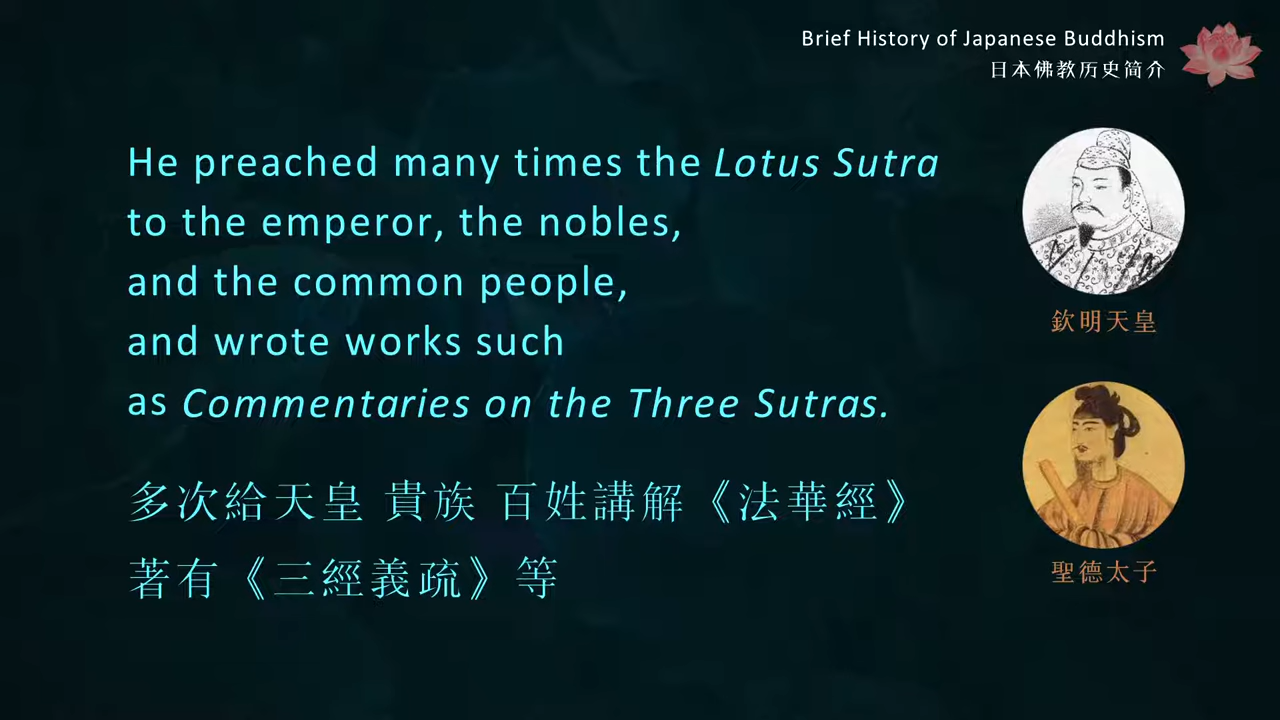 Brief History of Japanese Buddhism
日本佛教历史简介
He preached many times the Lotus Sutra
to the emperor, the nobles,
and the common people,
and wrote works such
as Commentaries on the Three Sutras.
多次給天皇 貴族 百姓講解《法華經》
著有《三經義疏》等
欽明天皇
聖德太子